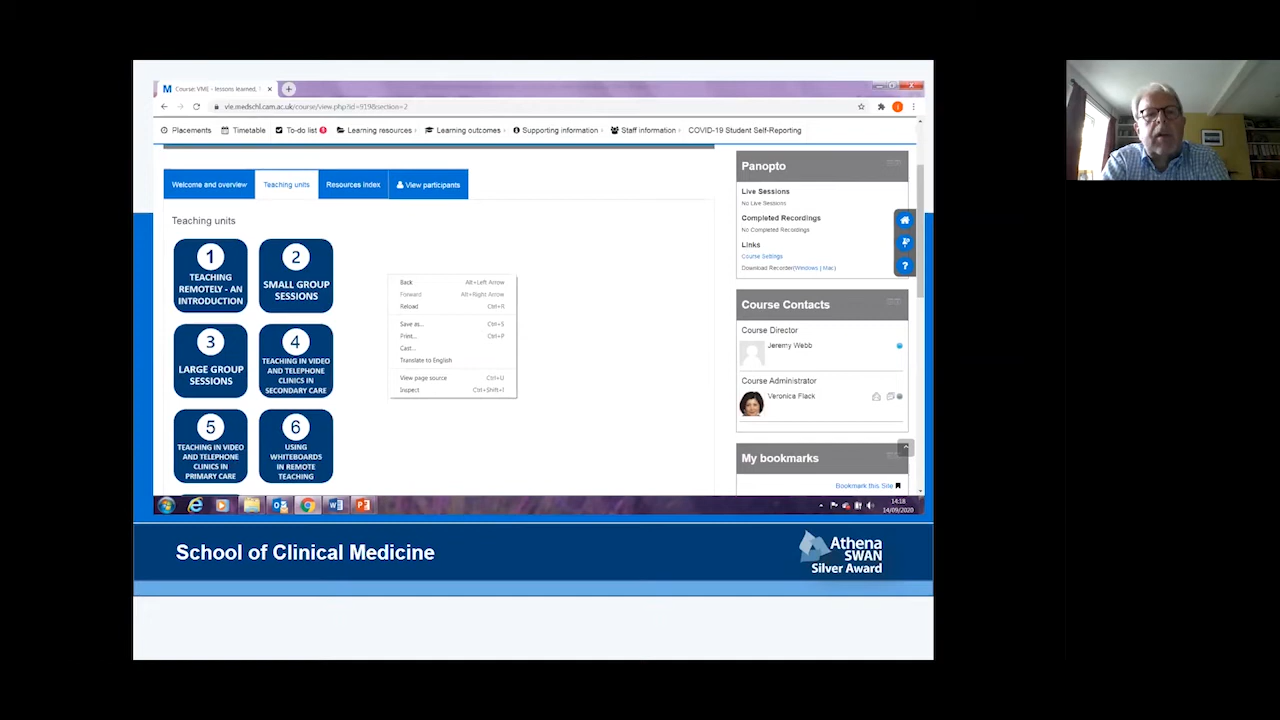 Course: VME - lessons learned,
vle.medschl.cam.ac.uk/course/view.php?id=919&section=2
Placements
Timetable
To-do list
Learning resources
Learning outcomes
Supporting information
Staff information
COVID-19 Student Self-Reporting
Welcome and overview
Teaching units
Resources Index
View participants
Teaching units
1
TEACHING
REMOTELY - AN
INTRODUCTION
2
SMALL GROUP
SESSIONS
3
LARGE GROUP
SESSIONS
4
TEACHING IN VIDEO
AND TELEPHONE
CLINICS IN
SECONDARY CARE
5
TEACHING IN VIDEO
AND TELEPHONE
CLINICS IN
PRIMARY CARE
6
USING
WHITEBOARDS
IN REMOTE
TEACHING
Back Alt+Left Arrow
Forward Alt+Right Arrow
Reload Ctrl+R
Save as... Ctrl+S
Print... Ctrl+P
Cast...
Translate to English
View page source Ctrl+U
Inspect Ctrl+Shift+I
Panopto
Live Sessions
No Live Sessions
Completed Recordings
No Completed Recordings
Links
Course Settings
Download Recorder(Windows | Mac)
Course Contacts
Course Director
Jeremy Webb
Course Administrator
Veronica Flack
My bookmarks
Bookmark this Site
14:18
14/09/2020
School of Clinical Medicine
Athena
SWAN
Silver Award